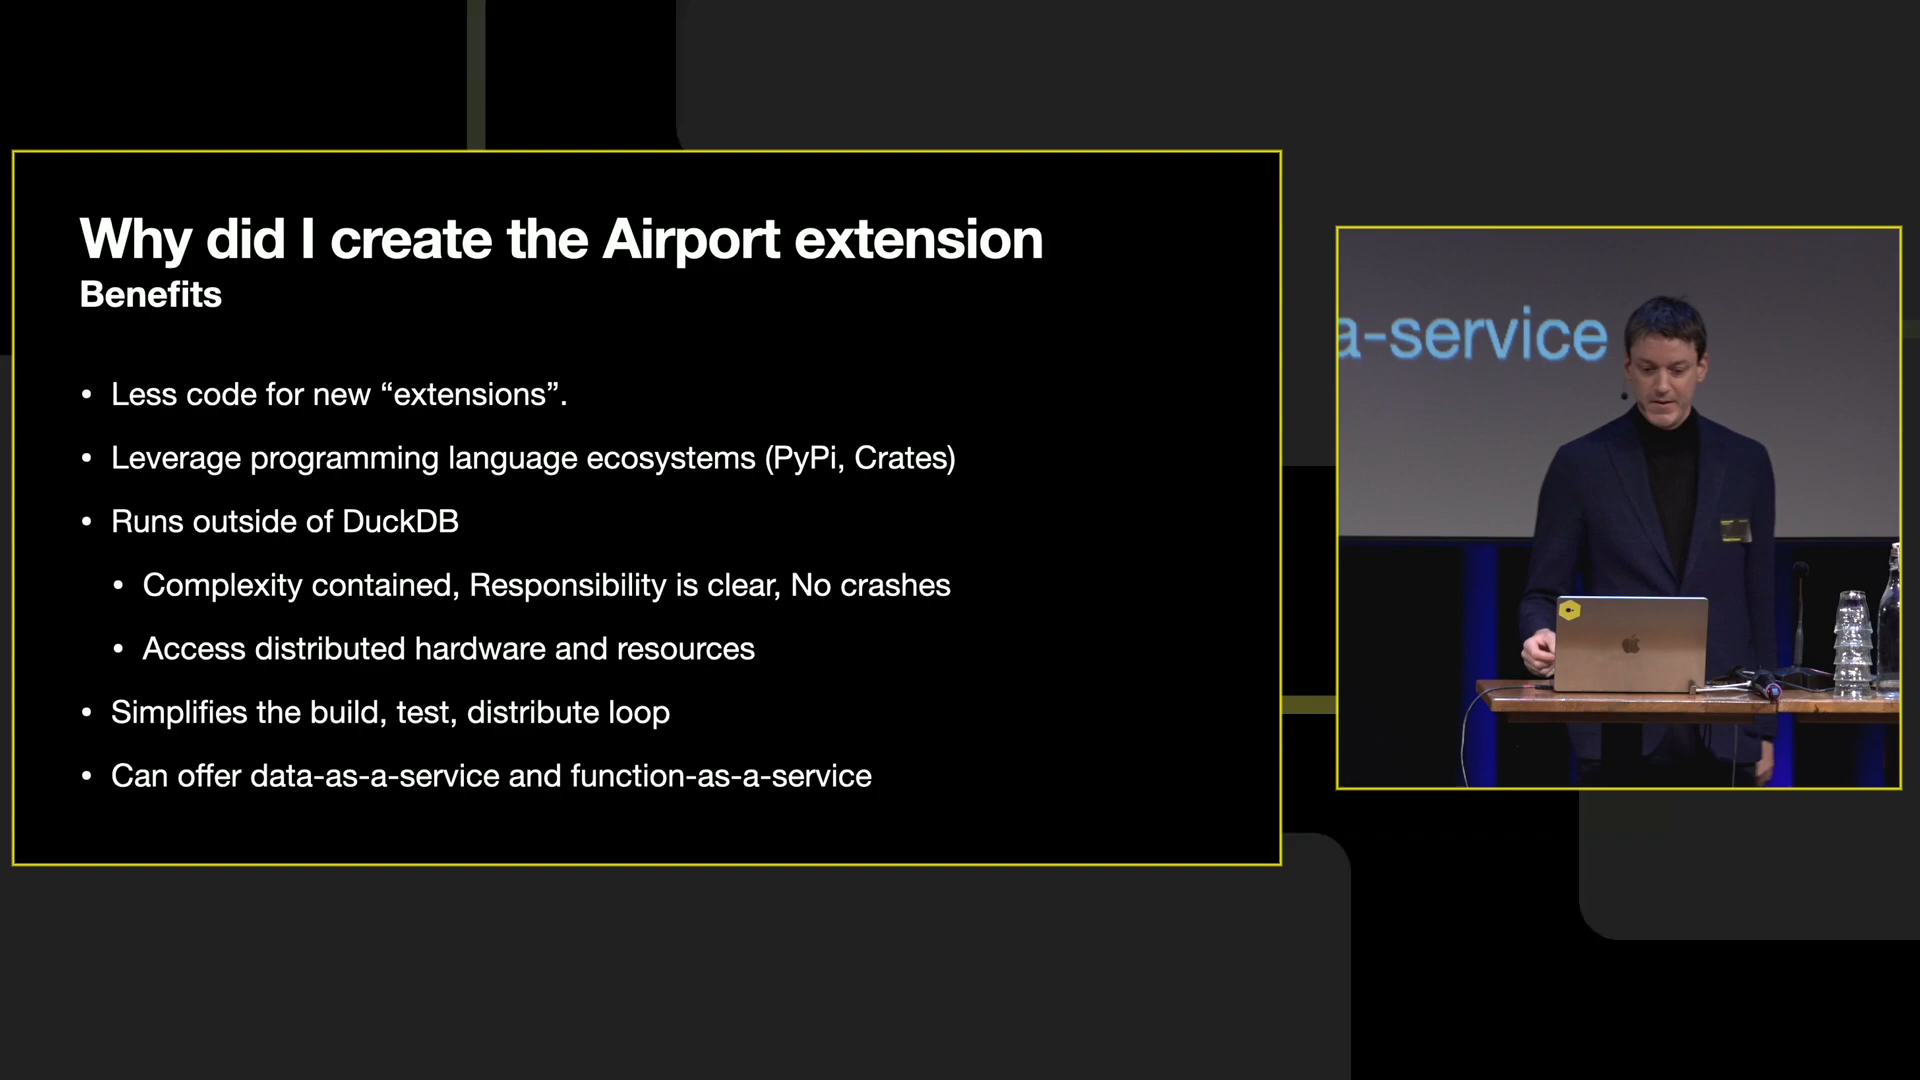 Why did I create the Airport extension
Benefits
• Less code for new “extensions”.
• Leverage programming language ecosystems (PyPi, Crates)
• Runs outside of DuckDB
• Complexity contained, Responsibility is clear, No crashes
• Access distributed hardware and resources
• Simplifies the build, test, distribute loop
• Can offer data-as-a-service and function-as-a-service
a-service